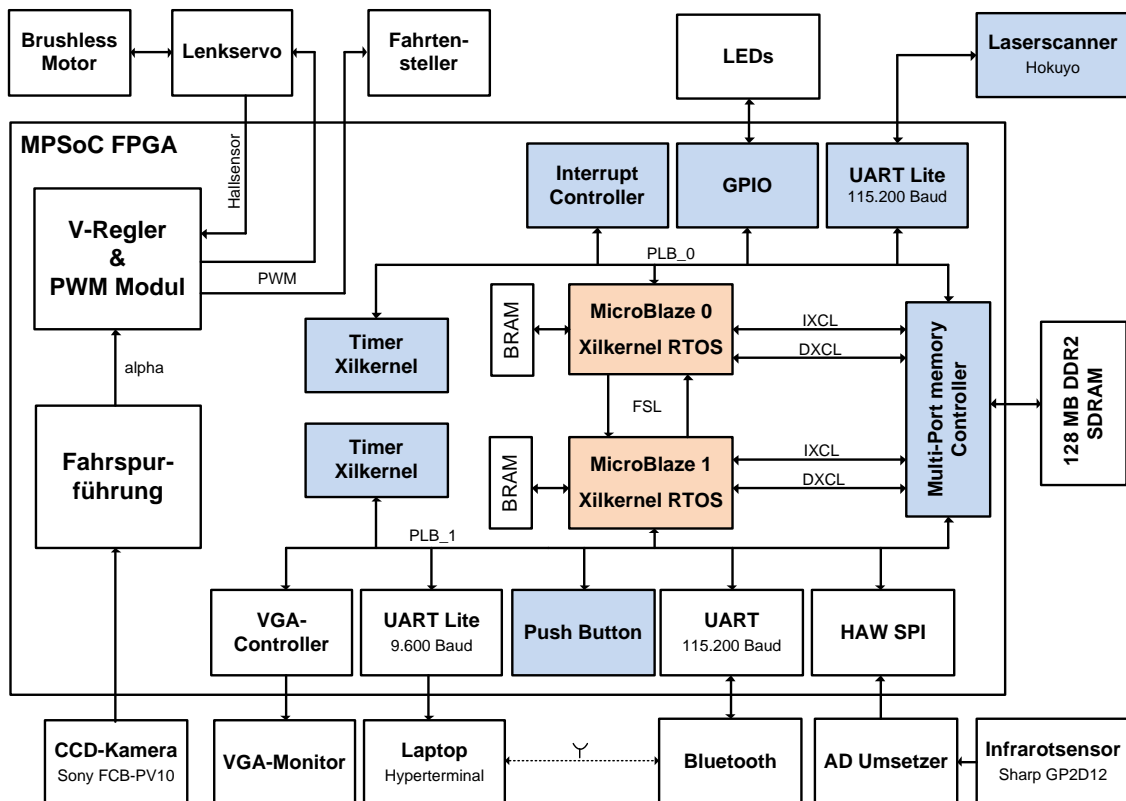 Brushless
Motor
Lenkservo
Fahrten-
steller
LEDs
Laserscanner
Hokuyo
MPSoC FPGA
Hallsensor
Interrupt
Controller
GPIO
UART Lite
115.200 Baud
V-Regler
&
PWM Modul
PWM
PLB_0
BRAM
MicroBlaze 0
Xilkernel RTOS
IXCL
DXCL
Timer
Xilkernel
Multi-Port memory
Controller
128 MB DDR2
SDRAM
alpha
FSL
Fahrspur-
führung
Timer
Xilkernel
BRAM
MicroBlaze 1
Xilkernel RTOS
IXCL
DXCL
PLB_1
VGA-
Controller
UART Lite
9.600 Baud
Push Button
UART
115.200 Baud
HAW SPI
CCD-Kamera
Sony FCB-PV10
VGA-Monitor
Laptop
Hyperterminal
Bluetooth
AD Umsetzer
Infrarotsensor
Sharp GP2D12